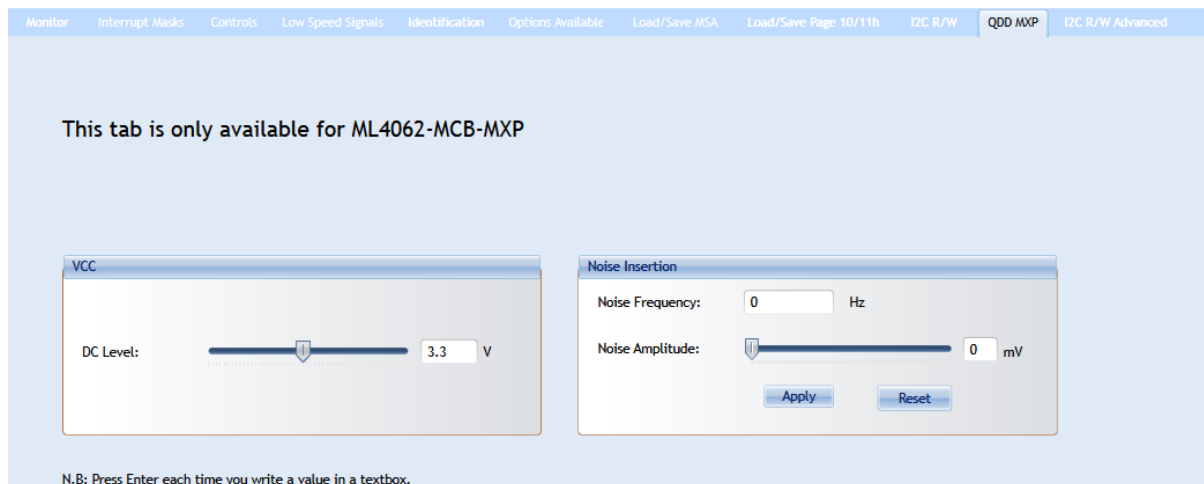 Monitor Interrupt Masks Controls Low Speed Signals Identification Options Available Load/Save MSA Load/Save Page 10/11h I2C R/W QDD MXP I2C R/W Advanced
This tab is only available for ML4062-MCB-MXP
VCC
DC Level: 3.3 V
Noise Insertion
Noise Frequency: 0 Hz
Noise Amplitude: 0 mV
Apply Reset
N.B: Press Enter each time you write a value in a textbox.